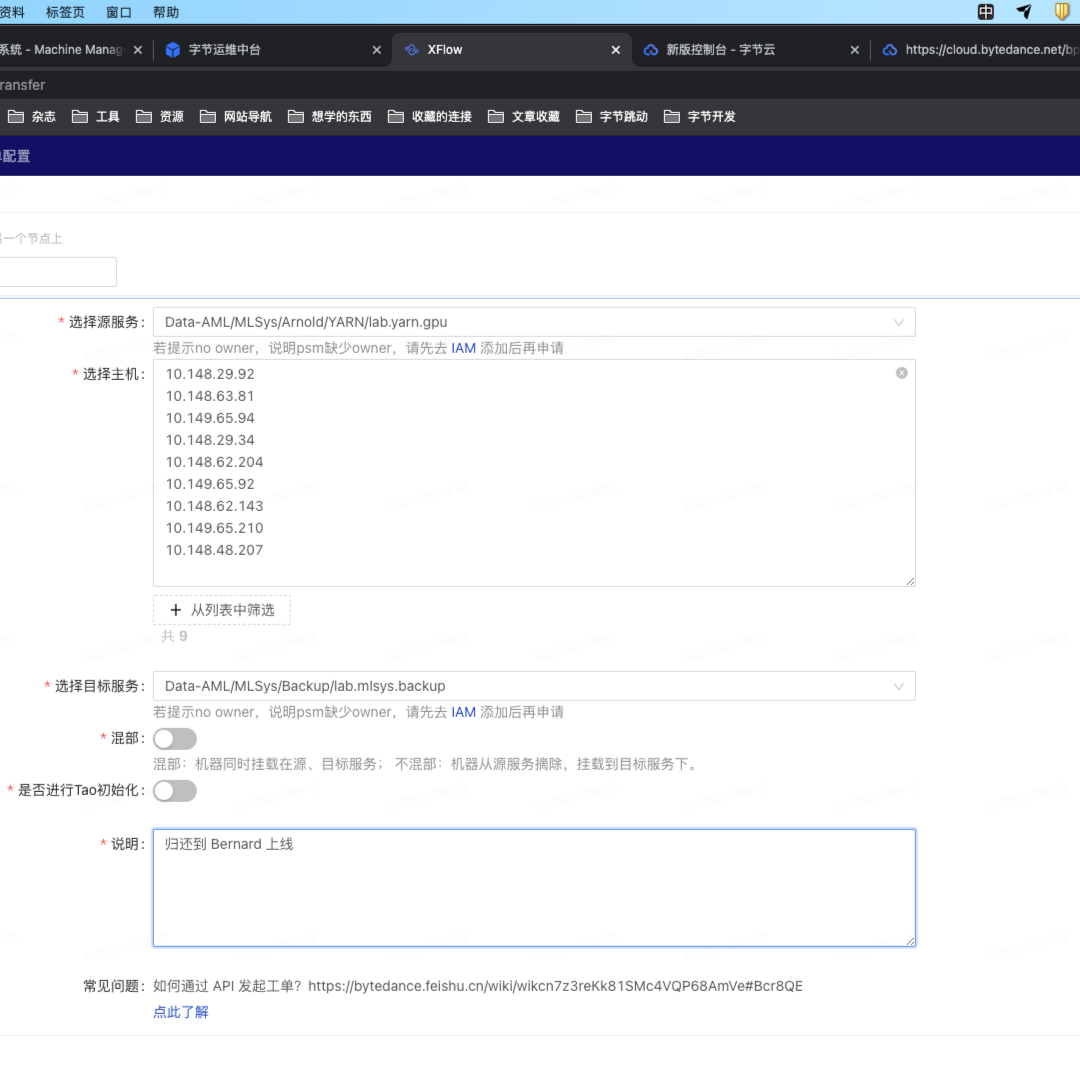 资料 标签页 窗口 帮助
系统 - Machine Manag 字节运维中台 XFlow 新版控制台 - 字节云 https://cloud.bytedance.net/bp
ransfer
杂志 工具 资源 网站导航 想学的东西 收藏的连接 文章收藏 字节跳动 字节开发
配置
一个节点上
* 选择源服务: Data-AML/MLSys/Arnold/YARN/lab.yarn.gpu
若提示no owner，说明psm缺少owner，请先去 IAM 添加后再申请
* 选择主机: 10.148.29.92
10.148.63.81
10.149.65.94
10.148.29.34
10.148.62.204
10.149.65.92
10.148.62.143
10.149.65.210
10.148.48.207
+ 从列表中筛选
共 9
* 选择目标服务: Data-AML/MLSys/Backup/lab.mlsys.backup
若提示no owner，说明psm缺少owner，请先去 IAM 添加后再申请
* 混部:
混部：机器同时挂载在源、目标服务； 不混部：机器从源服务摘除，挂载到目标服务下。
* 是否进行Tao初始化:
* 说明: 归还到 Bernard 上线
常见问题: 如何通过 API 发起工单？https://bytedance.feishu.cn/wiki/wikcn7z3reKk81SMc4VQP68AmVe#Bcr8QE
点此了解